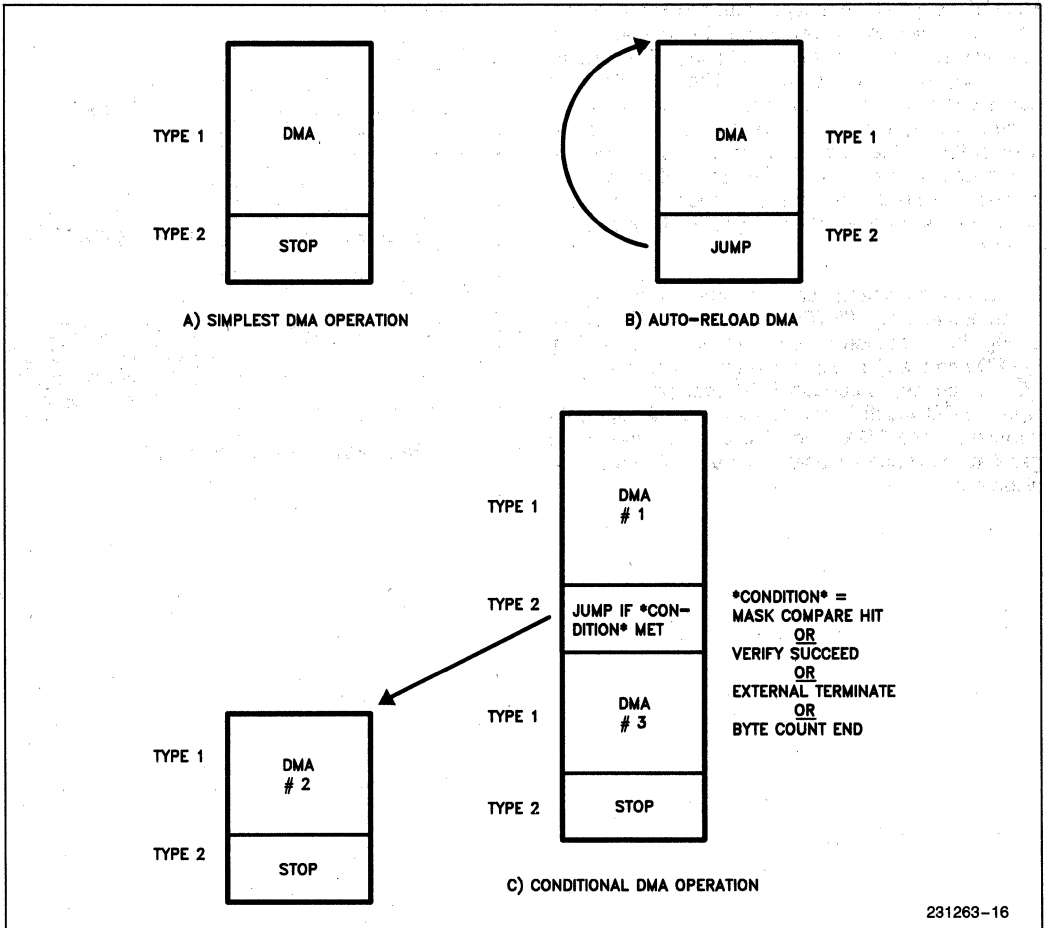 TYPE 1
DMA
TYPE 2
STOP
A) SIMPLEST DMA OPERATION
DMA
TYPE 1
JUMP
TYPE 2
B) AUTO-RELOAD DMA
TYPE 1
DMA
# 1
TYPE 2
JUMP IF *CON-
DITION* MET
*CONDITION* =
MASK COMPARE HIT
OR
VERIFY SUCCEED
OR
EXTERNAL TERMINATE
OR
BYTE COUNT END
TYPE 1
DMA
# 3
TYPE 2
STOP
TYPE 1
DMA
# 2
TYPE 2
STOP
C) CONDITIONAL DMA OPERATION
231263-16